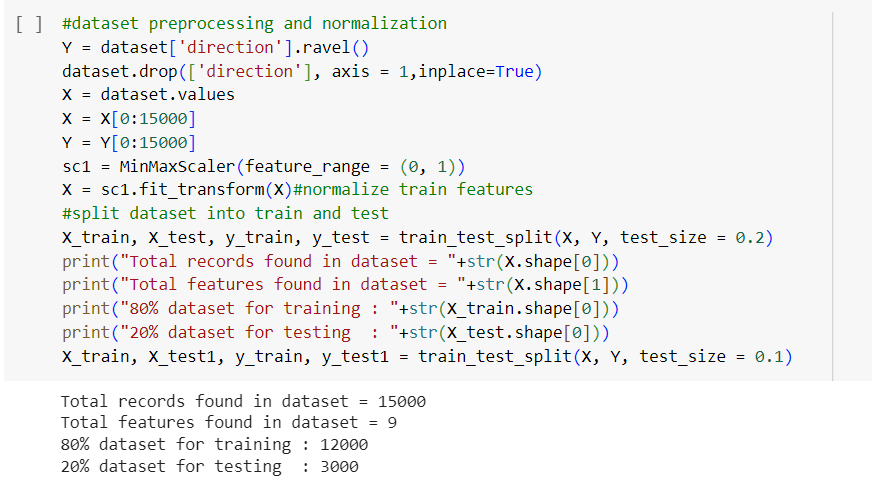 [ ] #dataset preprocessing and normalization
Y = dataset['direction'].ravel()
dataset.drop(['direction'], axis = 1,inplace=True)
X = dataset.values
X = X[0:15000]
Y = Y[0:15000]
sc1 = MinMaxScaler(feature_range = (0, 1))
X = sc1.fit_transform(X)#normalize train features
#split dataset into train and test
X_train, X_test, y_train, y_test = train_test_split(X, Y, test_size = 0.2)
print("Total records found in dataset = "+str(X.shape[0]))
print("Total features found in dataset = "+str(X.shape[1]))
print("80% dataset for training : "+str(X_train.shape[0]))
print("20% dataset for testing  : "+str(X_test.shape[0]))
X_train, X_test1, y_train, y_test1 = train_test_split(X, Y, test_size = 0.1)
Total records found in dataset = 15000
Total features found in dataset = 9
80% dataset for training : 12000
20% dataset for testing  : 3000